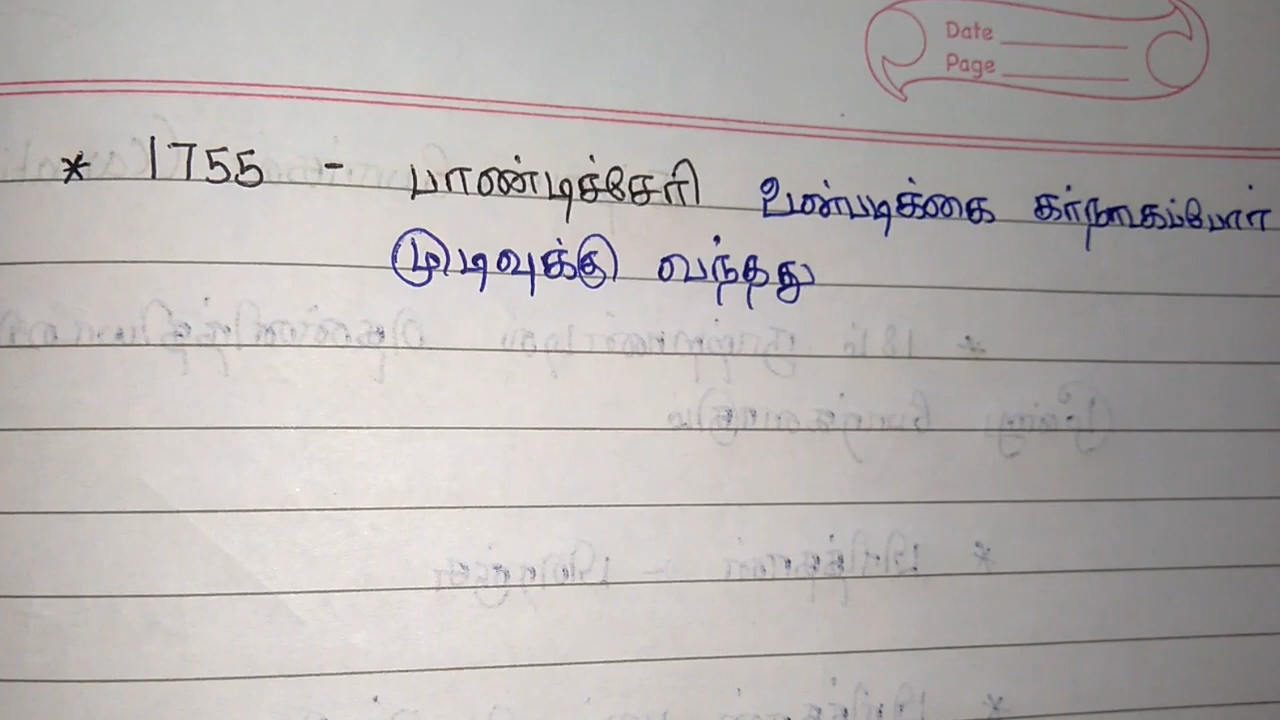 Date
Page
* 1755 - பாண்டிச்சேரி உடன்படிக்கை கர்நாடகப்போர்
முடிவுக்கு வந்தது